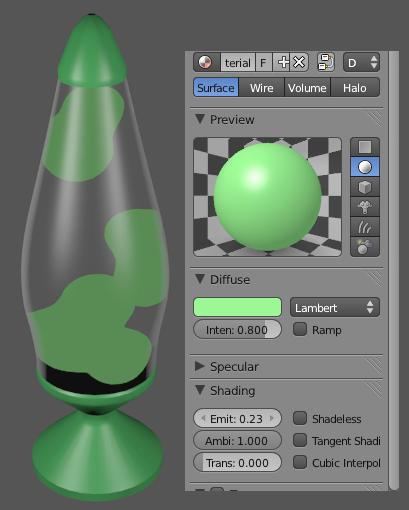 terial F D
Surface Wire Volume Halo
Preview
Diffuse
Lambert
Inten: 0.800 Ramp
Specular
Shading
Emit: 0.23 Shadeless
Ambi: 1.000 Tangent Shadi
Trans: 0.000 Cubic Interpol